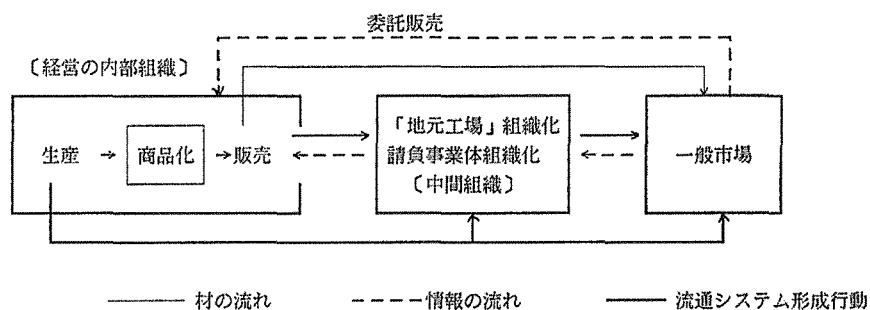 委託販売
〔経営の内部組織〕
生産
商品化
販売
「地元工場」組織化
請負事業体組織化
〔中間組織〕
一般市場
材の流れ
情報の流れ
流通システム形成行動